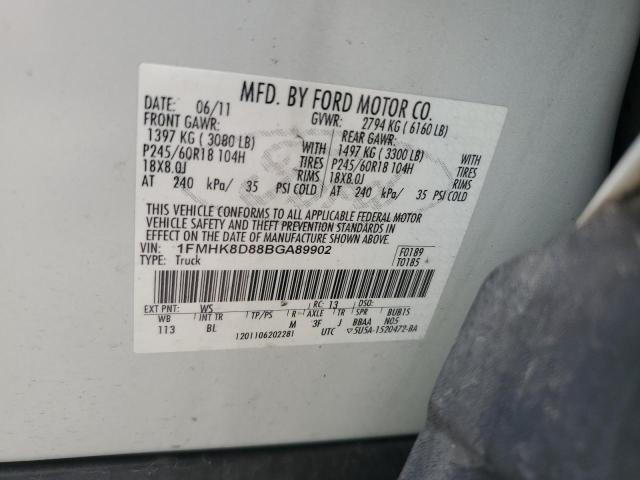 MFD. BY FORD MOTOR CO.
DATE: 06/11 GVWR: 2794 KG ( 6160 LB)
FRONT GAWR: REAR GAWR:
1397 KG ( 3080 LB) 1497 KG ( 3300 LB)
P245/60R18 104H TIRES P245/60R18 104H TIRES
18X8.0J RIMS 18X8.0J RIMS
AT 240 kPa/ 35 PSI COLD AT 240 kPa/ 35 PSI COLD
THIS VEHICLE CONFORMS TO ALL APPLICABLE FEDERAL MOTOR
VEHICLE SAFETY AND THEFT PREVENTION STANDARDS IN
EFFECT ON THE DATE OF MANUFACTURE SHOWN ABOVE.
VIN: 1FMHK8D88BGA89902 F0189
TYPE: Truck T0185
EXT PNT: WS RC: 13 DSO:
WB INT TR TP/PS R AXLE TR SPR BUB15
113 BL M 3F J BBAA N05
1201106202281 UTC 5U5A-1520472-BA